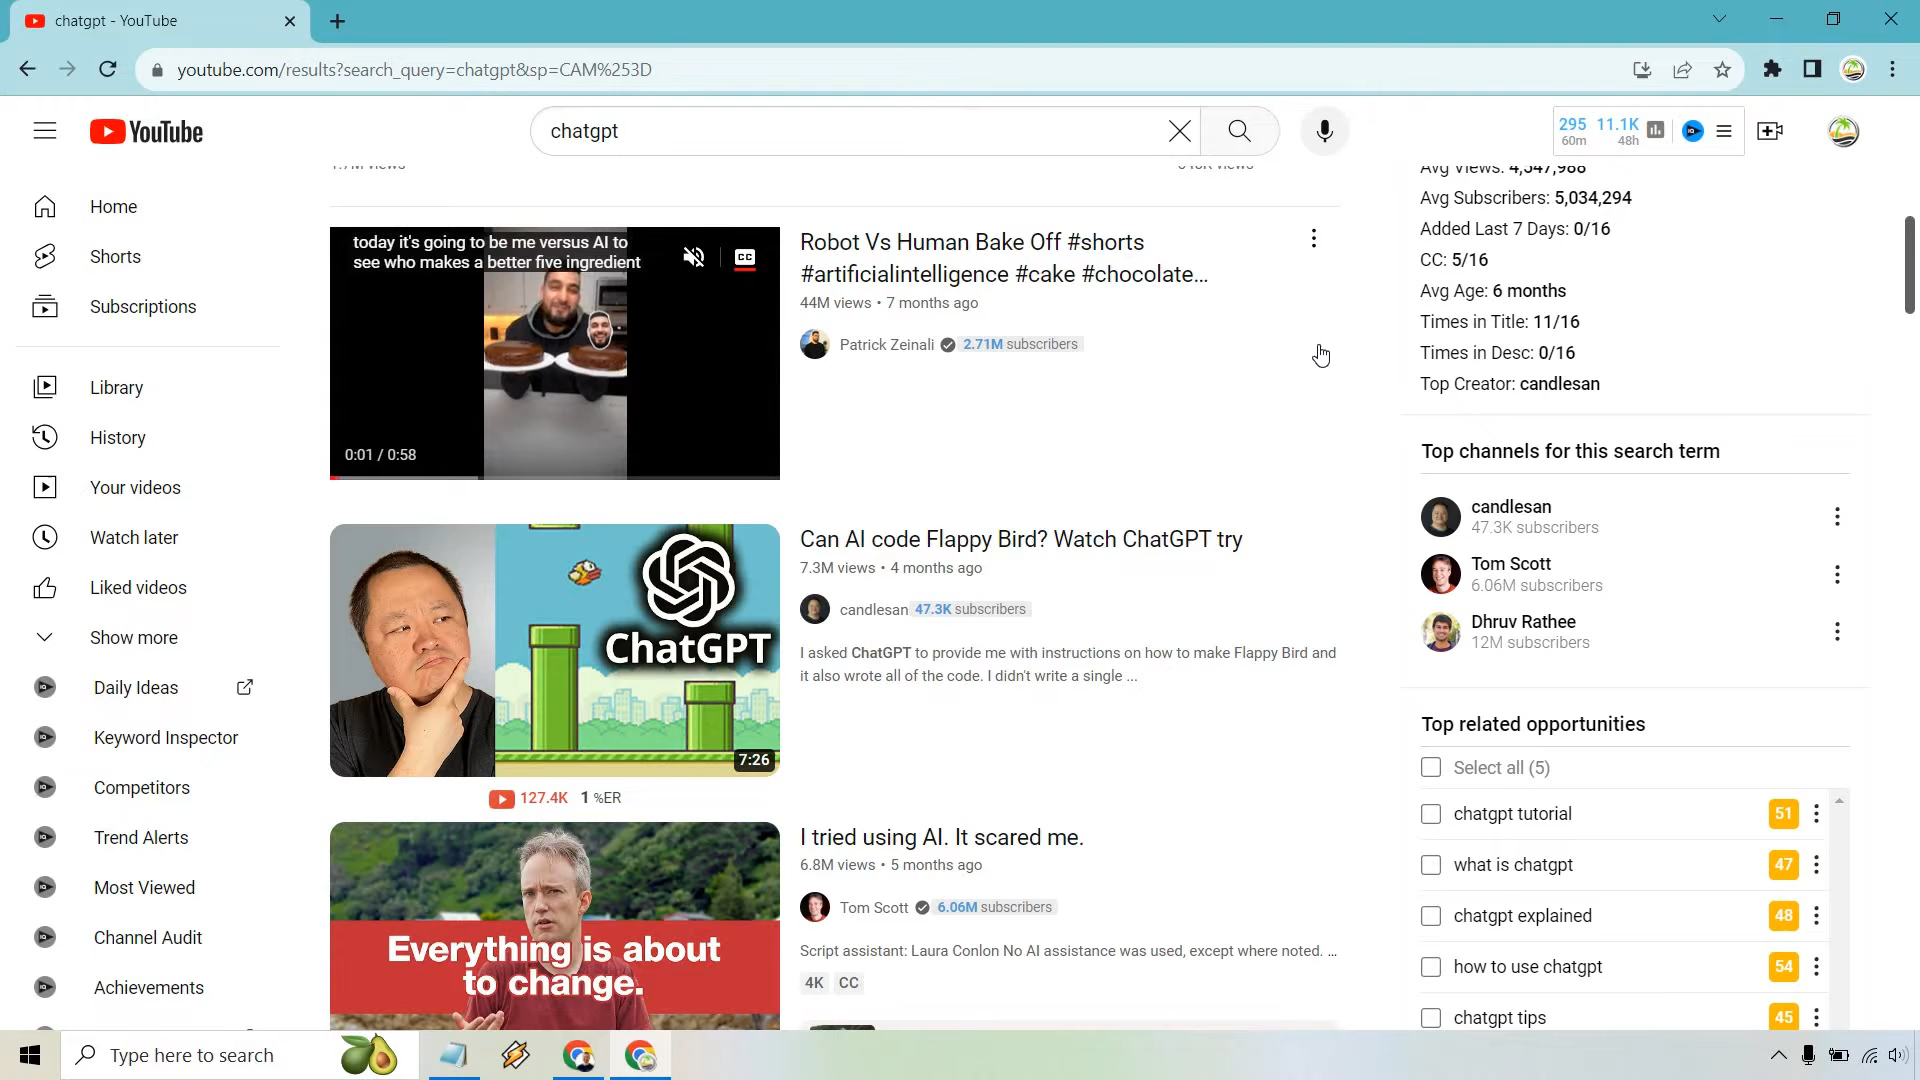 chatgpt - YouTube
youtube.com/results?search_query=chatgpt&sp=CAM%253D
YouTube
chatgpt
295 11.1K
60m 48h
Home
Shorts
Subscriptions
Library
History
Your videos
Watch later
Liked videos
Show more
Daily Ideas
Keyword Inspector
Competitors
Trend Alerts
Most Viewed
Channel Audit
Achievements
today it's going to be me versus AI to
see who makes a better five ingredient
CC
0:01 / 0:58
Robot Vs Human Bake Off #shorts
#artificialintelligence #cake #chocolate...
44M views • 7 months ago
Patrick Zeinali 2.71M subscribers
ChatGPT
7:26
127.4K 1 %ER
Can AI code Flappy Bird? Watch ChatGPT try
7.3M views • 4 months ago
candlesan 47.3K subscribers
I asked ChatGPT to provide me with instructions on how to make Flappy Bird and
it also wrote all of the code. I didn't write a single ...
Everything is about
to change.
I tried using AI. It scared me.
6.8M views • 5 months ago
Tom Scott 6.06M subscribers
Script assistant: Laura Conlon No AI assistance was used, except where noted. ...
4K CC
Avg Views: 4,547,988
Avg Subscribers: 5,034,294
Added Last 7 Days: 0/16
CC: 5/16
Avg Age: 6 months
Times in Title: 11/16
Times in Desc: 0/16
Top Creator: candlesan
Top channels for this search term
candlesan
47.3K subscribers
Tom Scott
6.06M subscribers
Dhruv Rathee
12M subscribers
Top related opportunities
Select all (5)
chatgpt tutorial 51
what is chatgpt 47
chatgpt explained 48
how to use chatgpt 54
chatgpt tips 45
Type here to search